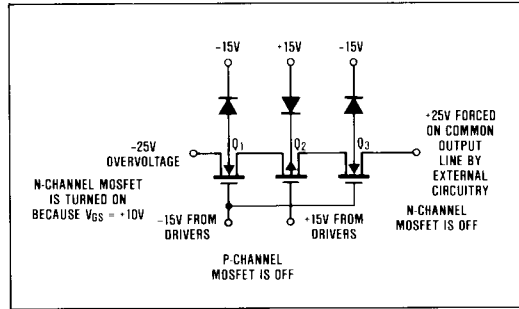 -15V
+15V
-15V
-25V
OVERVOLTAGE
Q1
Q2
Q3
+25V FORCED
ON COMMON
OUTPUT
LINE BY
EXTERNAL
CIRCUITRY
N-CHANNEL MOSFET
IS TURNED ON
BECAUSE VGS = +10V
-15V FROM
DRIVERS
+15V FROM
DRIVERS
N-CHANNEL
MOSFET IS OFF
P-CHANNEL
MOSFET IS OFF